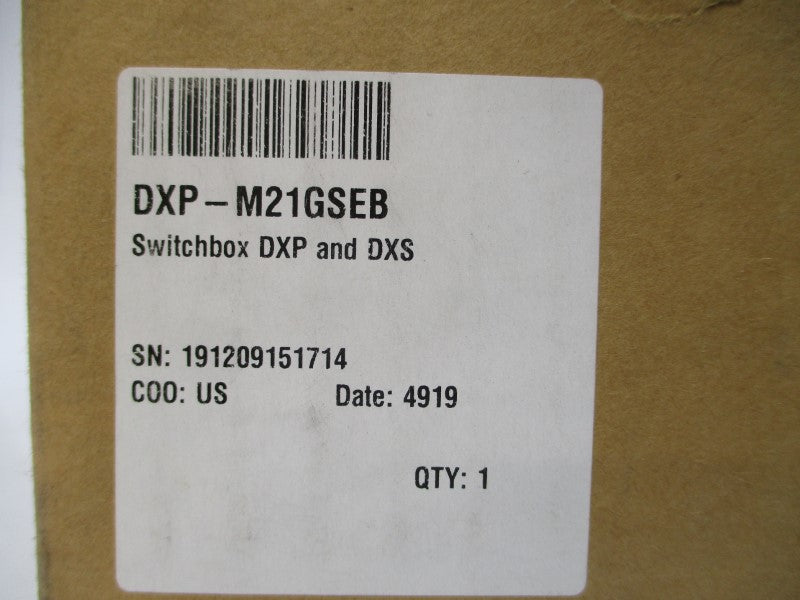 DXP-M21GSEB
Switchbox DXP and DXS
SN: 191209151714
COO: US Date: 4919
QTY: 1